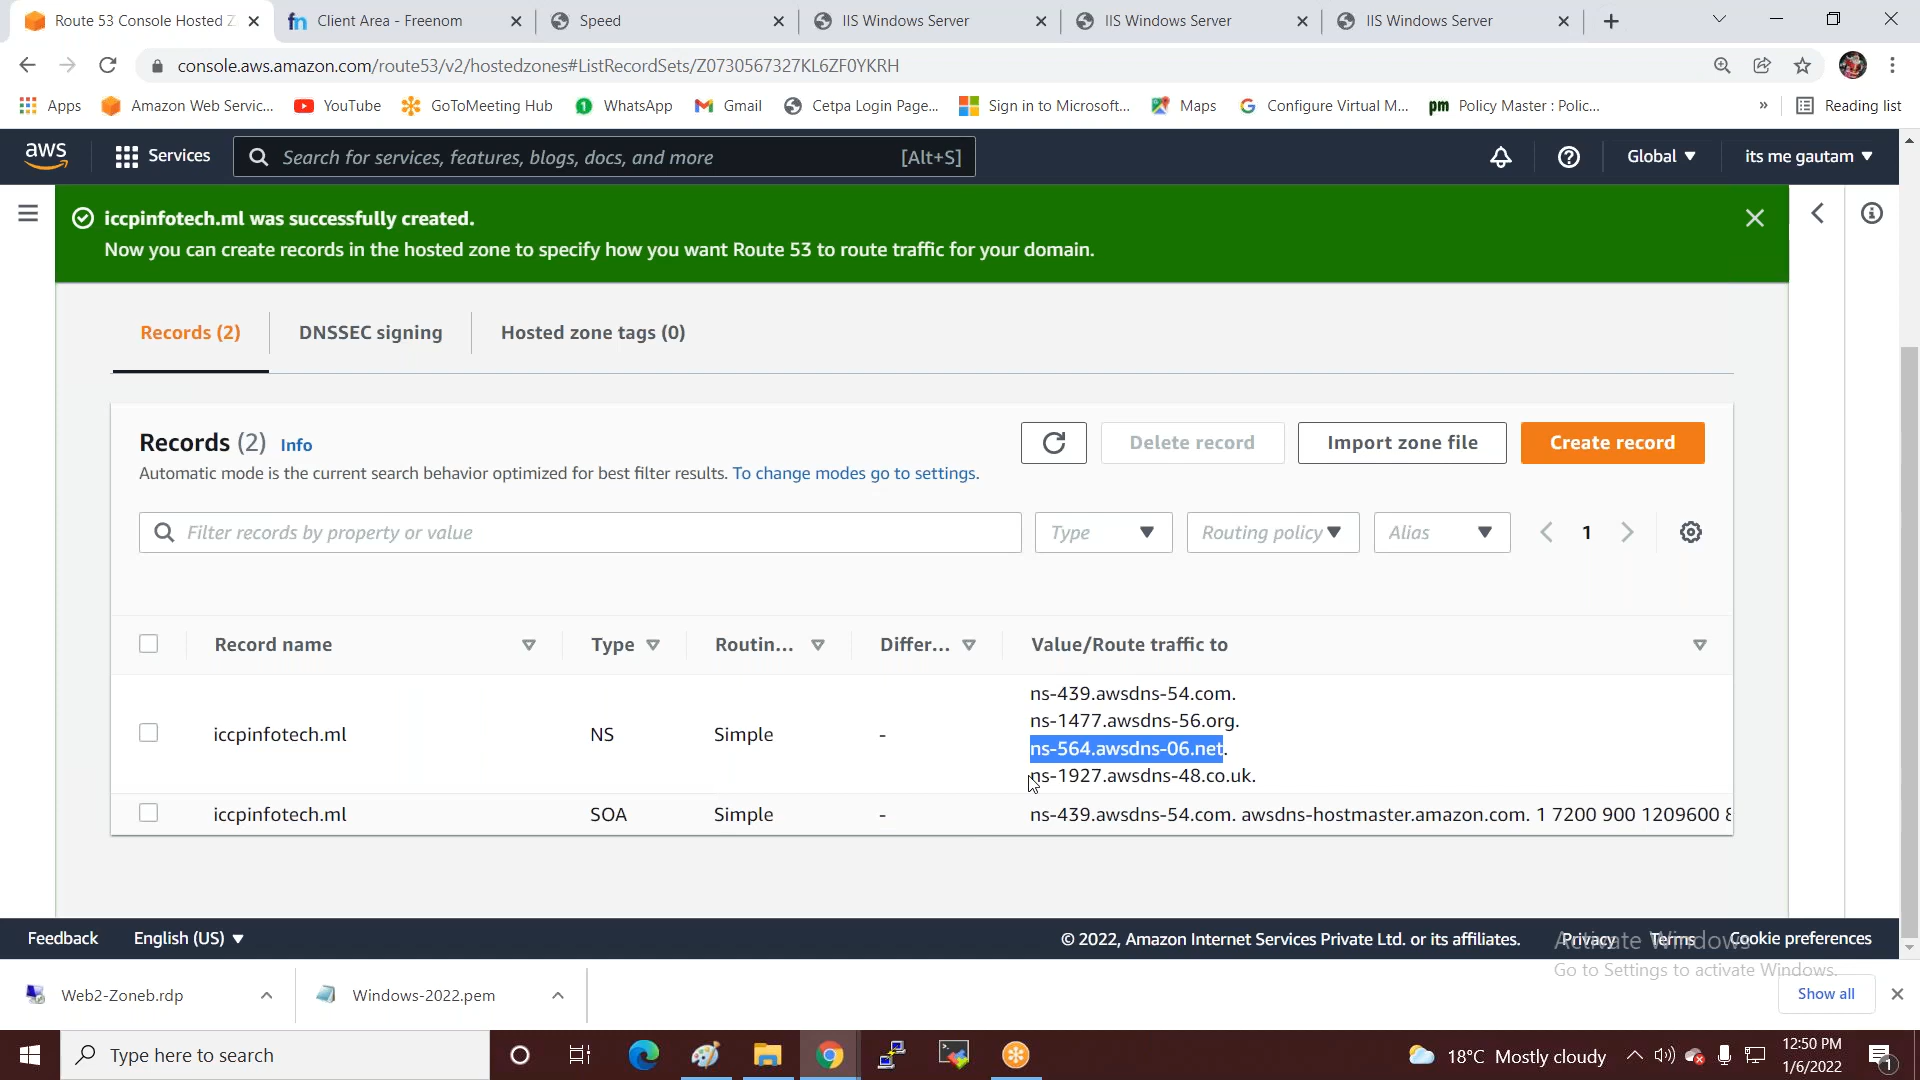 Route 53 Console Hosted Z
Client Area - Freenom
Speed
IIS Windows Server
IIS Windows Server
IIS Windows Server
console.aws.amazon.com/route53/v2/hostedzones#ListRecordSets/Z0730567327KL6ZF0YKRH
Apps
Amazon Web Servic...
YouTube
GoToMeeting Hub
WhatsApp
Gmail
Cetpa Login Page...
Sign in to Microsoft...
Maps
Configure Virtual M...
pm Policy Master : Polic...
»
Reading list
aws
Services
Search for services, features, blogs, docs, and more
[Alt+S]
Global
its me gautam
iccpinfotech.ml was successfully created.
Now you can create records in the hosted zone to specify how you want Route 53 to route traffic for your domain.
Records (2)
DNSSEC signing
Hosted zone tags (0)
Records (2) Info
Automatic mode is the current search behavior optimized for best filter results. To change modes go to settings.
Delete record
Import zone file
Create record
Filter records by property or value
Type
Routing policy
Alias
1
Record name
Type
Routin...
Differ...
Value/Route traffic to
iccpinfotech.ml
NS
Simple
-
ns-439.awsdns-54.com.
ns-1477.awsdns-56.org.
ns-564.awsdns-06.net.
ns-1927.awsdns-48.co.uk.
iccpinfotech.ml
SOA
Simple
-
ns-439.awsdns-54.com. awsdns-hostmaster.amazon.com. 1 7200 900 1209600
Feedback
English (US)
© 2022, Amazon Internet Services Private Ltd. or its affiliates.
Privacy
Terms
Cookie preferences
Activate Windows
Go to Settings to activate Windows.
Web2-Zoneb.rdp
Windows-2022.pem
Show all
Type here to search
18°C Mostly cloudy
12:50 PM
1/6/2022
1